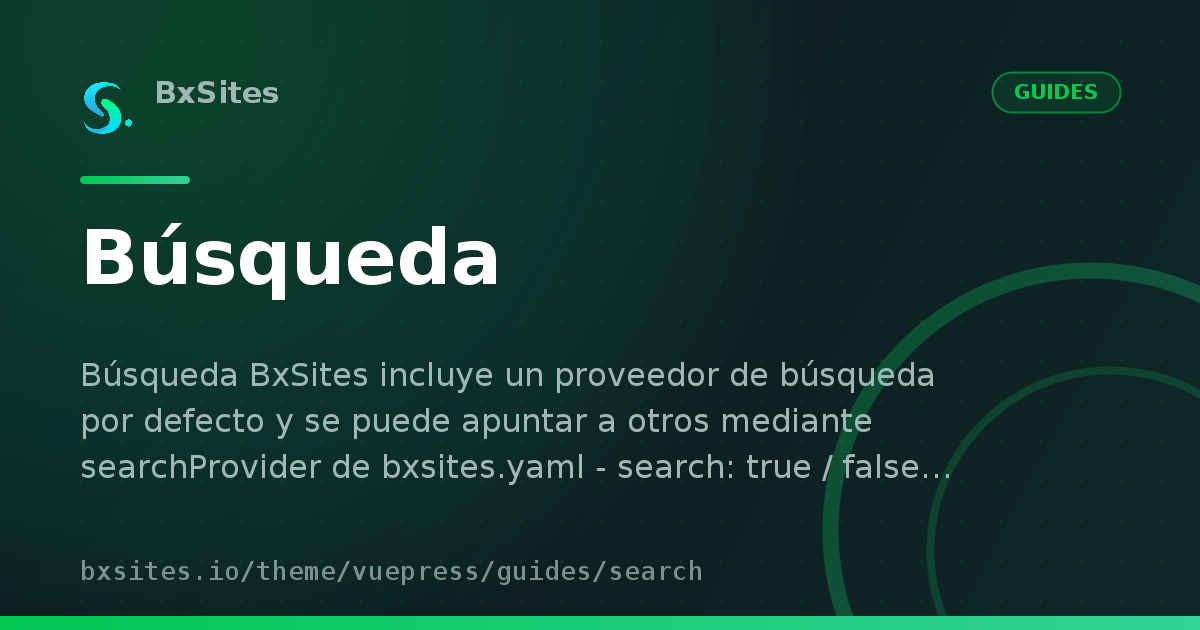 BxSites
GUIDES
Búsqueda
Búsqueda BxSites incluye un proveedor de búsqueda
por defecto y se puede apuntar a otros mediante
searchProvider de bxsites.yaml - search: true / false…
bxsites.io/theme/vuepress/guides/search